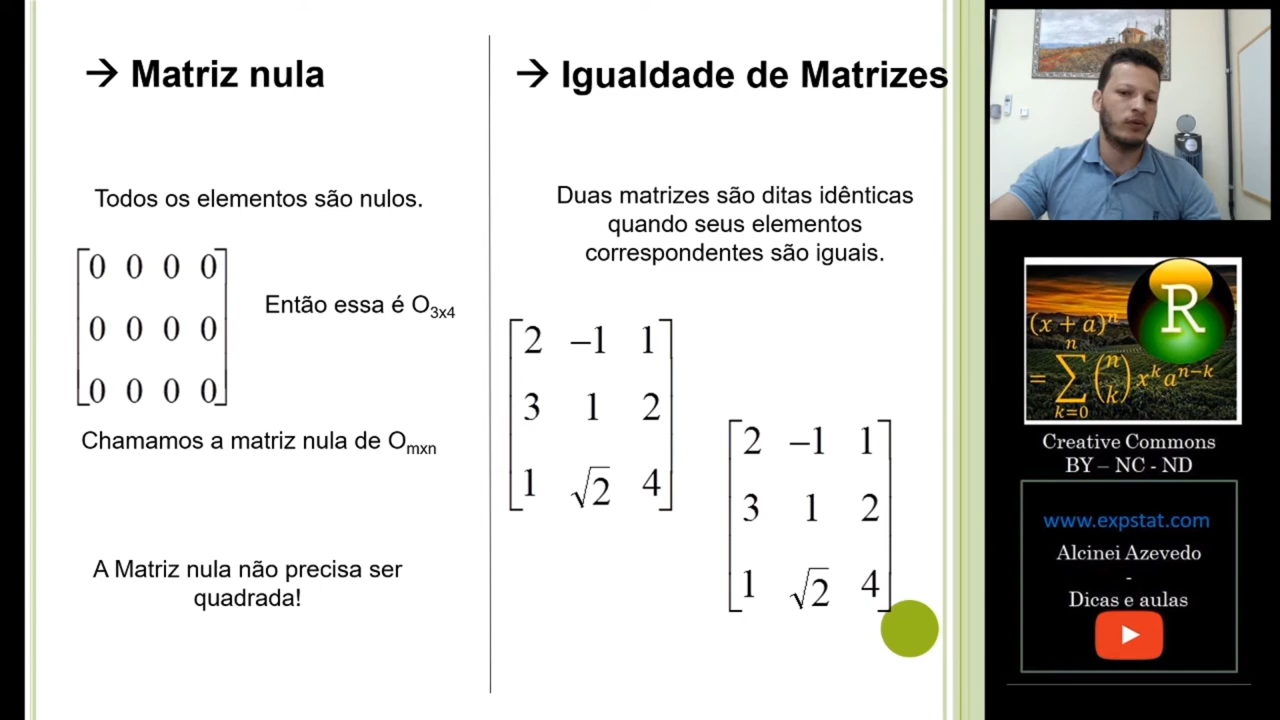 → Matriz nula
Todos os elementos são nulos.
0 0 0 0
0 0 0 0
0 0 0 0
Então essa é O3x4
Chamamos a matriz nula de Omxn
A Matriz nula não precisa ser
quadrada!
→ Igualdade de Matrizes
Duas matrizes são ditas idênticas
quando seus elementos
correspondentes são iguais.
2 −1 1
3 1 2
1 √2 4
2 −1 1
3 1 2
1 √2 4
R
(x + a)^n
= ∑ k=0 n (n k) x^k a^(n−k)
Creative Commons
BY – NC - ND
www.expstat.com
Alcinei Azevedo
-
Dicas e aulas